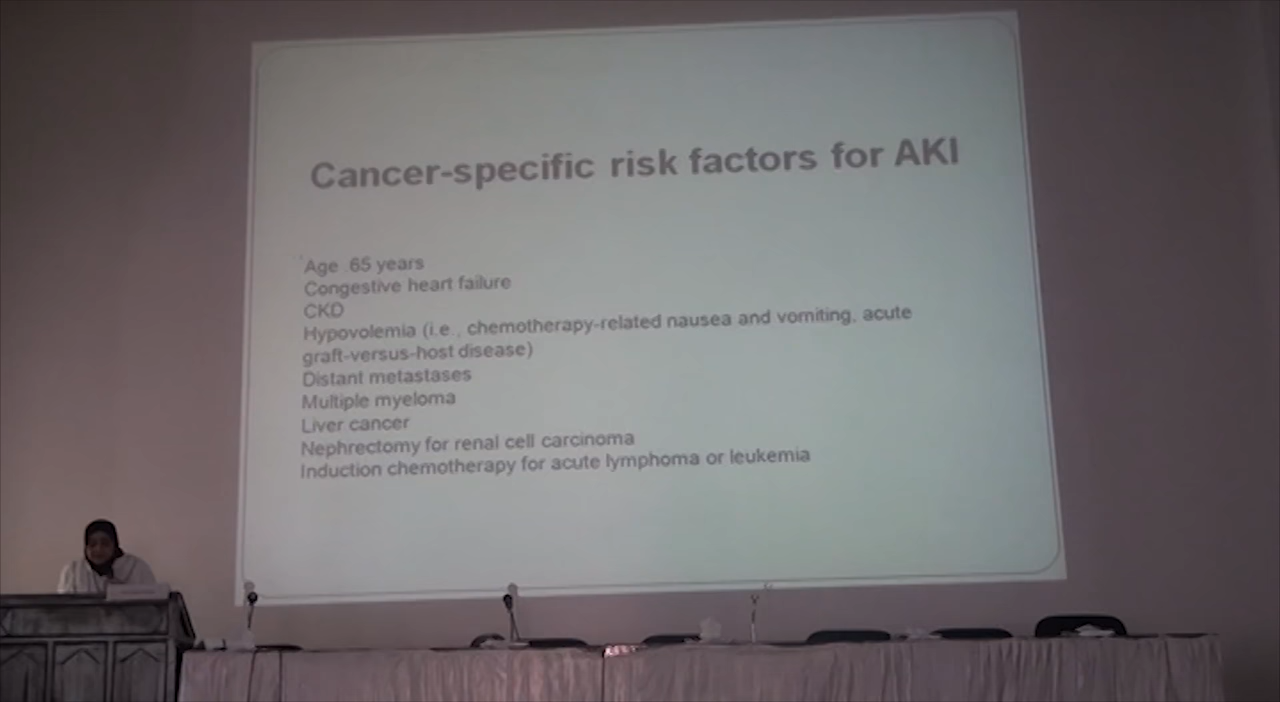 Cancer-specific risk factors for AKI
Age .65 years
Congestive heart failure
CKD
Hypovolemia (i.e., chemotherapy-related nausea and vomiting, acute
graft-versus-host disease)
Distant metastases
Multiple myeloma
Liver cancer
Nephrectomy for renal cell carcinoma
Induction chemotherapy for acute lymphoma or leukemia